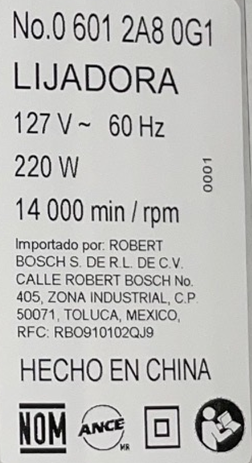 No.0 601 2A8 0G1
LIJADORA
127 V ~ 60 Hz
220 W
14 000 min / rpm
0001
Importado por: ROBERT
BOSCH S. DE R.L. DE C.V.
CALLE ROBERT BOSCH No.
405, ZONA INDUSTRIAL, C.P.
50071, TOLUCA, MEXICO,
RFC: RBO910102QJ9
HECHO EN CHINA
NOM ANCE
MR